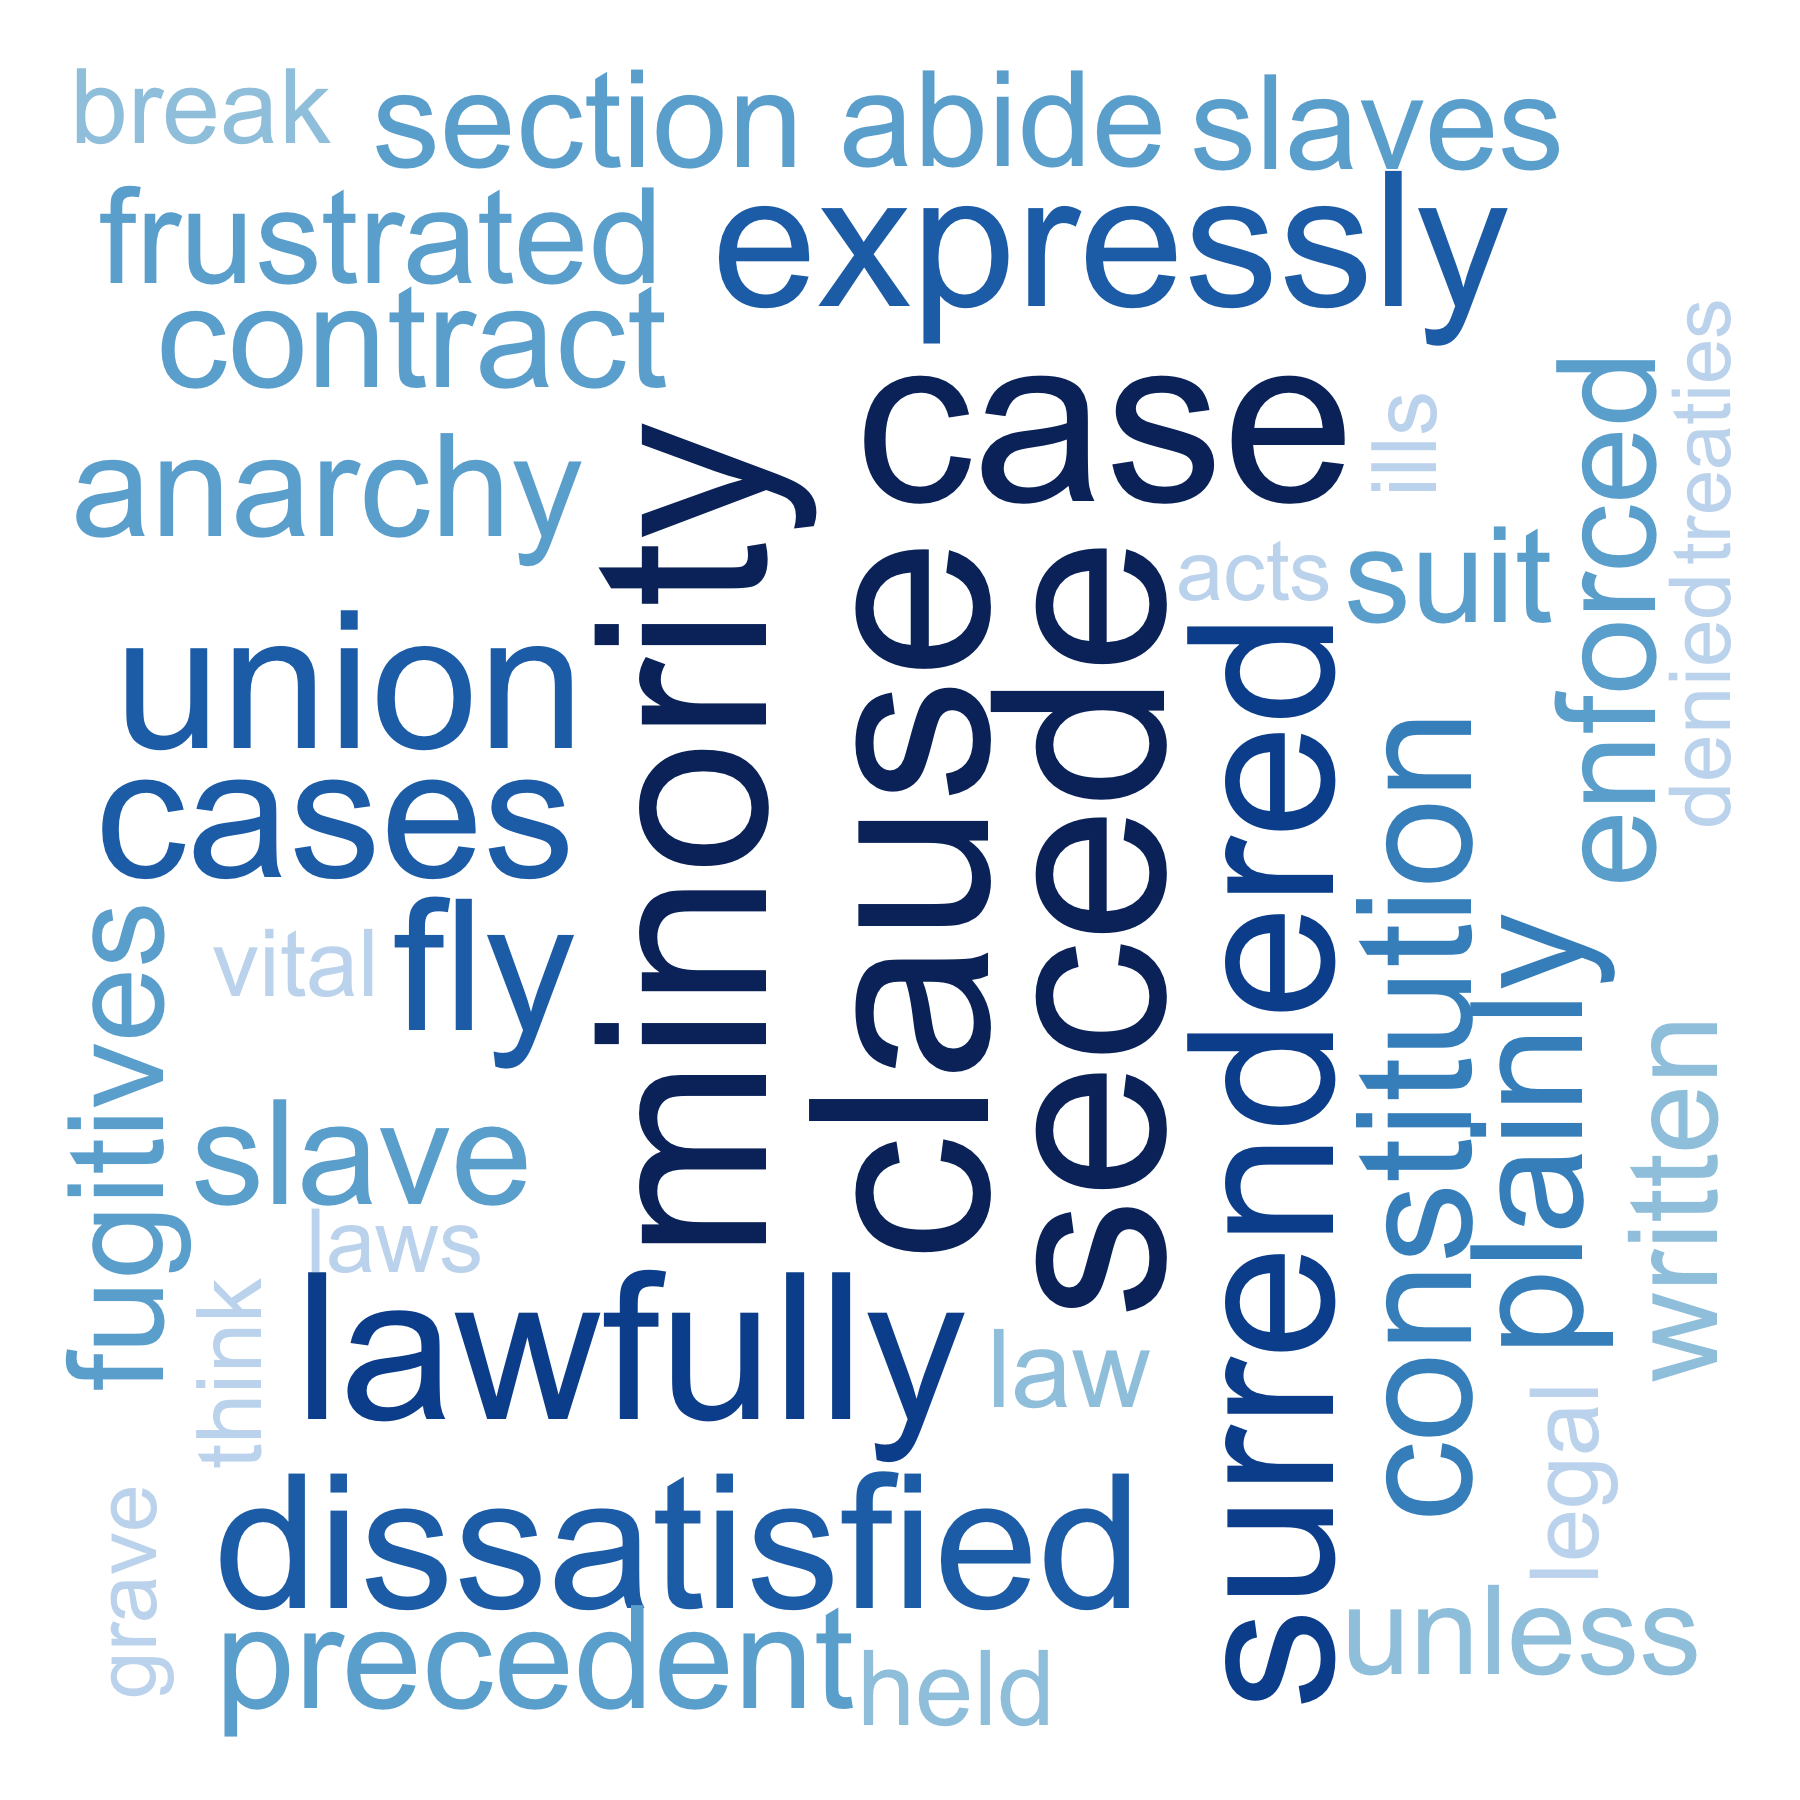 break section abide slaves
frustrated expressly
contract
case
anarchy
minority
clause
secede
ills
treaties
enforced
acts suit
denied
union
surrendered
cases
constitution
fly
vital
fugitives
plainly
written
slave
laws
think
lawfully
law
legal
dissatisfied
grave
precedent
held
unless